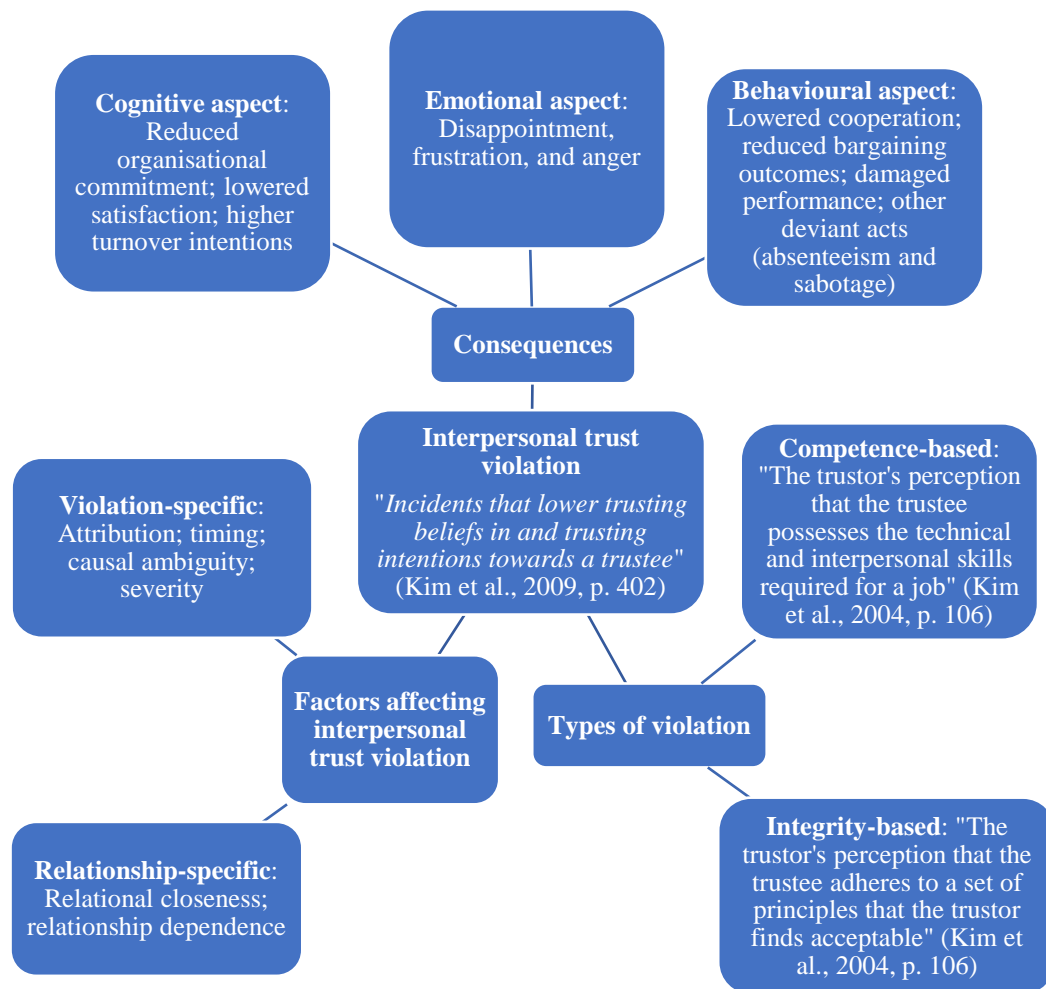 Cognitive aspect:
Reduced
organisational
commitment; lowered
satisfaction; higher
turnover intentions
Emotional aspect:
Disappointment,
frustration, and anger
Behavioural aspect:
Lowered cooperation;
reduced bargaining
outcomes; damaged
performance; other
deviant acts
(absenteeism and
sabotage)
Consequences
Interpersonal trust
violation
"Incidents that lower trusting
beliefs in and trusting
intentions towards a trustee"
(Kim et al., 2009, p. 402)
Violation-specific:
Attribution; timing;
causal ambiguity;
severity
Competence-based:
"The trustor's perception
that the trustee
possesses the technical
and interpersonal skills
required for a job" (Kim
et al., 2004, p. 106)
Factors affecting
interpersonal
trust violation
Types of violation
Relationship-specific:
Relational closeness;
relationship dependence
Integrity-based: "The
trustor's perception that the
trustee adheres to a set of
principles that the trustor
finds acceptable" (Kim et
al., 2004, p. 106)